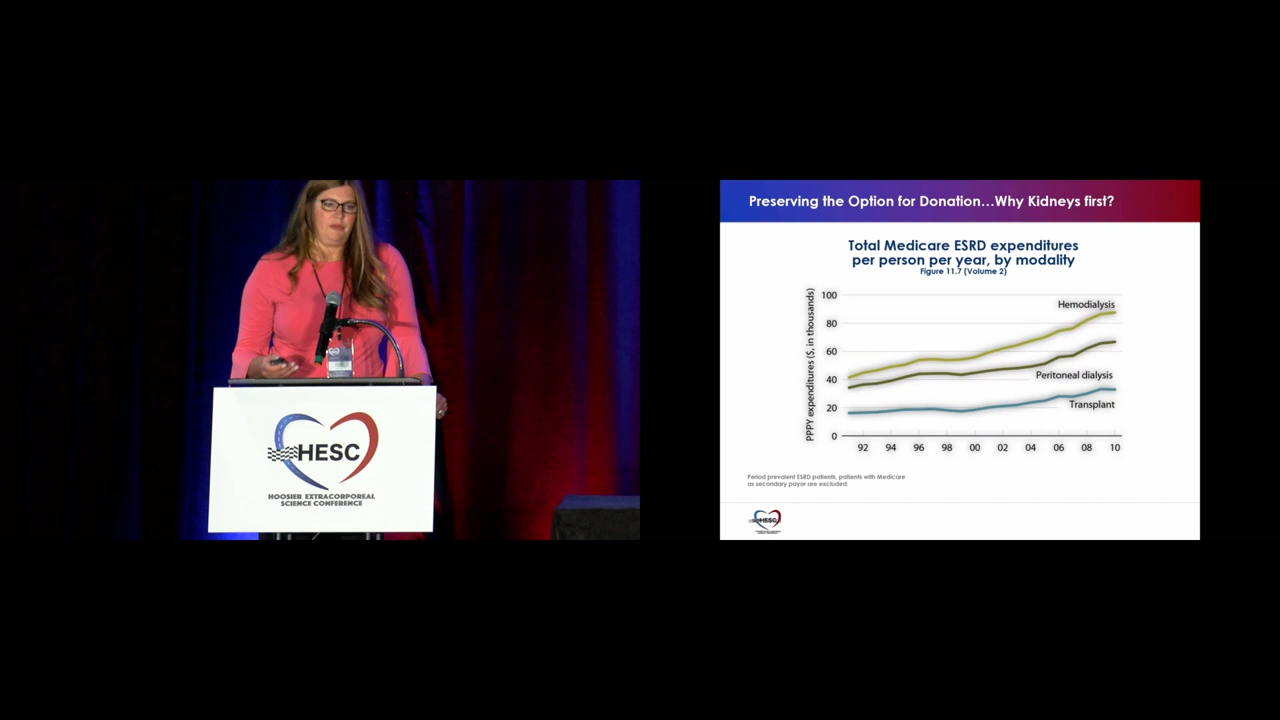 HESC
HOOSIER EXTRACORPOREAL
SCIENCE CONFERENCE
Preserving the Option for Donation...Why Kidneys first?
Total Medicare ESRD expenditures
per person per year, by modality
Figure 11.7 (Volume 2)
PPPY expenditures ($, in thousands)
100
80
60
40
20
0
Hemodialysis
Peritoneal dialysis
Transplant
92 94 96 98 00 02 04 06 08 10
Period prevalent ESRD patients, patients with Medicare
as secondary payor are excluded.
HESC